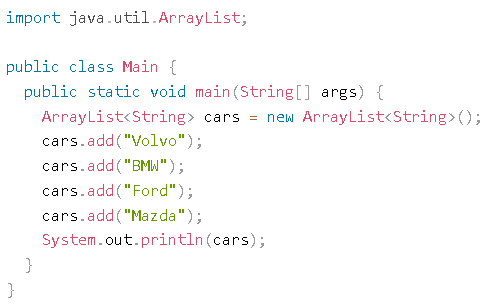 import java.util.ArrayList;

public class Main {
  public static void main(String[] args) {
    ArrayList<String> cars = new ArrayList<String>();
    cars.add("Volvo");
    cars.add("BMW");
    cars.add("Ford");
    cars.add("Mazda");
    System.out.println(cars);
  }
}